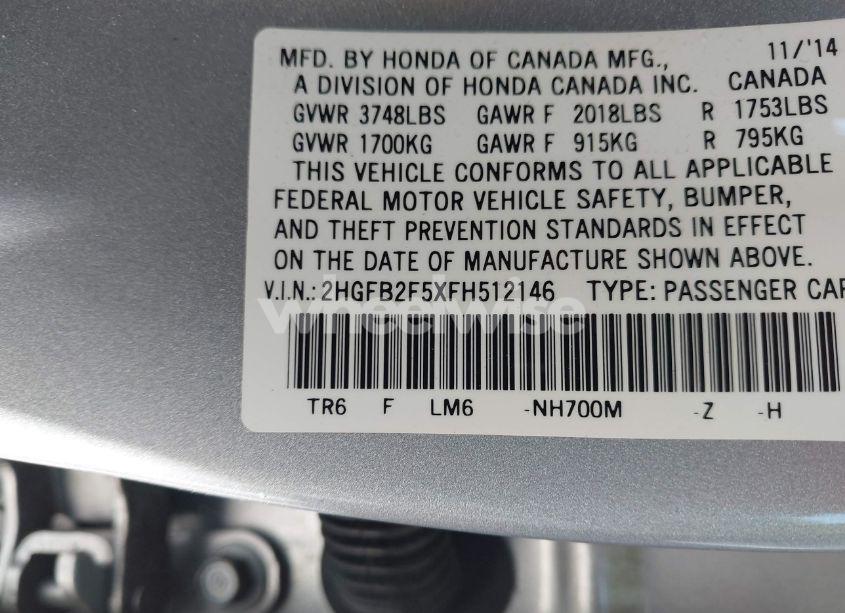 MFD. BY HONDA OF CANADA MFG., 11/'14
A DIVISION OF HONDA CANADA INC. CANADA
GVWR 3748LBS GAWR F 2018LBS R 1753LBS
GVWR 1700KG GAWR F 915KG R 795KG
THIS VEHICLE CONFORMS TO ALL APPLICABLE
FEDERAL MOTOR VEHICLE SAFETY, BUMPER,
AND THEFT PREVENTION STANDARDS IN EFFECT
ON THE DATE OF MANUFACTURE SHOWN ABOVE.
V.I.N.: 2HGFB2F5XFH512146 TYPE: PASSENGER CAR
wheelwise
TR6 F LM6 -NH700M -Z -H